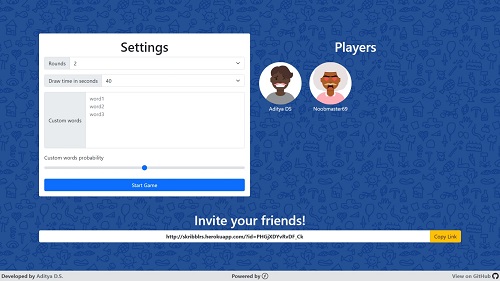 Settings
Rounds 2
Draw time in seconds 40
Custom words
word1
word2
word3
Custom words probability
Start Game
Players
Aditya DS
Noobmaster69
Invite your friends!
http://skribblrs.herokuapp.com/?id=PHGjXDYvRvDF_Ck Copy Link
Developed by Aditya D.S. Powered by View on GitHub